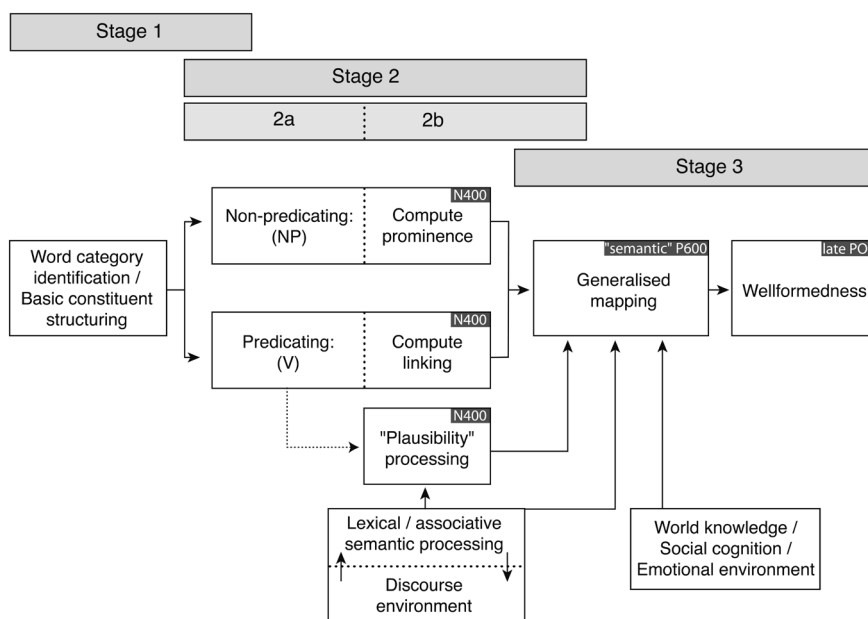 Stage 1
Stage 2
2a
2b
Stage 3
N400
Non-predicating:
(NP)
Compute
prominence
Word category
identification /
Basic constituent
structuring
"semantic" P600
Generalised
mapping
late PO
Wellformedness
N400
Predicating:
(V)
Compute
linking
N400
"Plausibility"
processing
Lexical / associative
semantic processing
Discourse
environment
World knowledge /
Social cognition /
Emotional environment